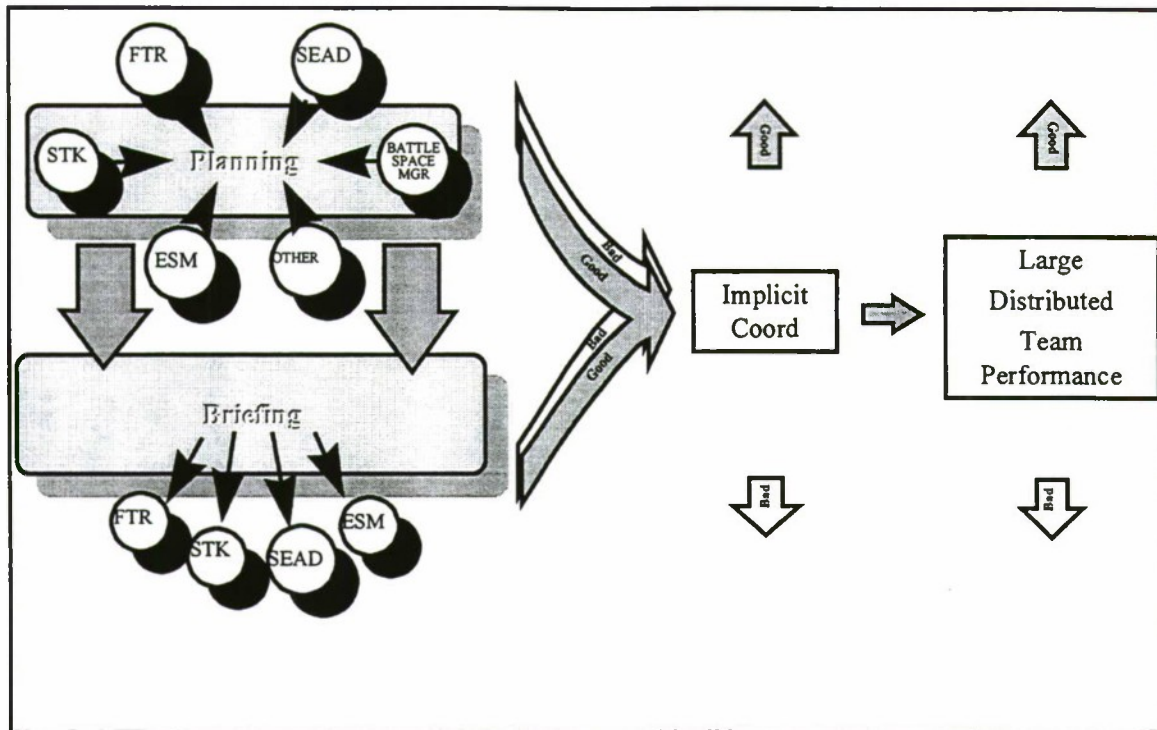 FTR
SEAD
STK
Planning
BATTLE
SPACE
MGR
ESM
OTHER
Briefing
FTR
STK
SEAD
ESM
Bad
Good
Bad
Good
Good
Implicit
Coord
Bad
Good
Large
Distributed
Team
Performance
Bad